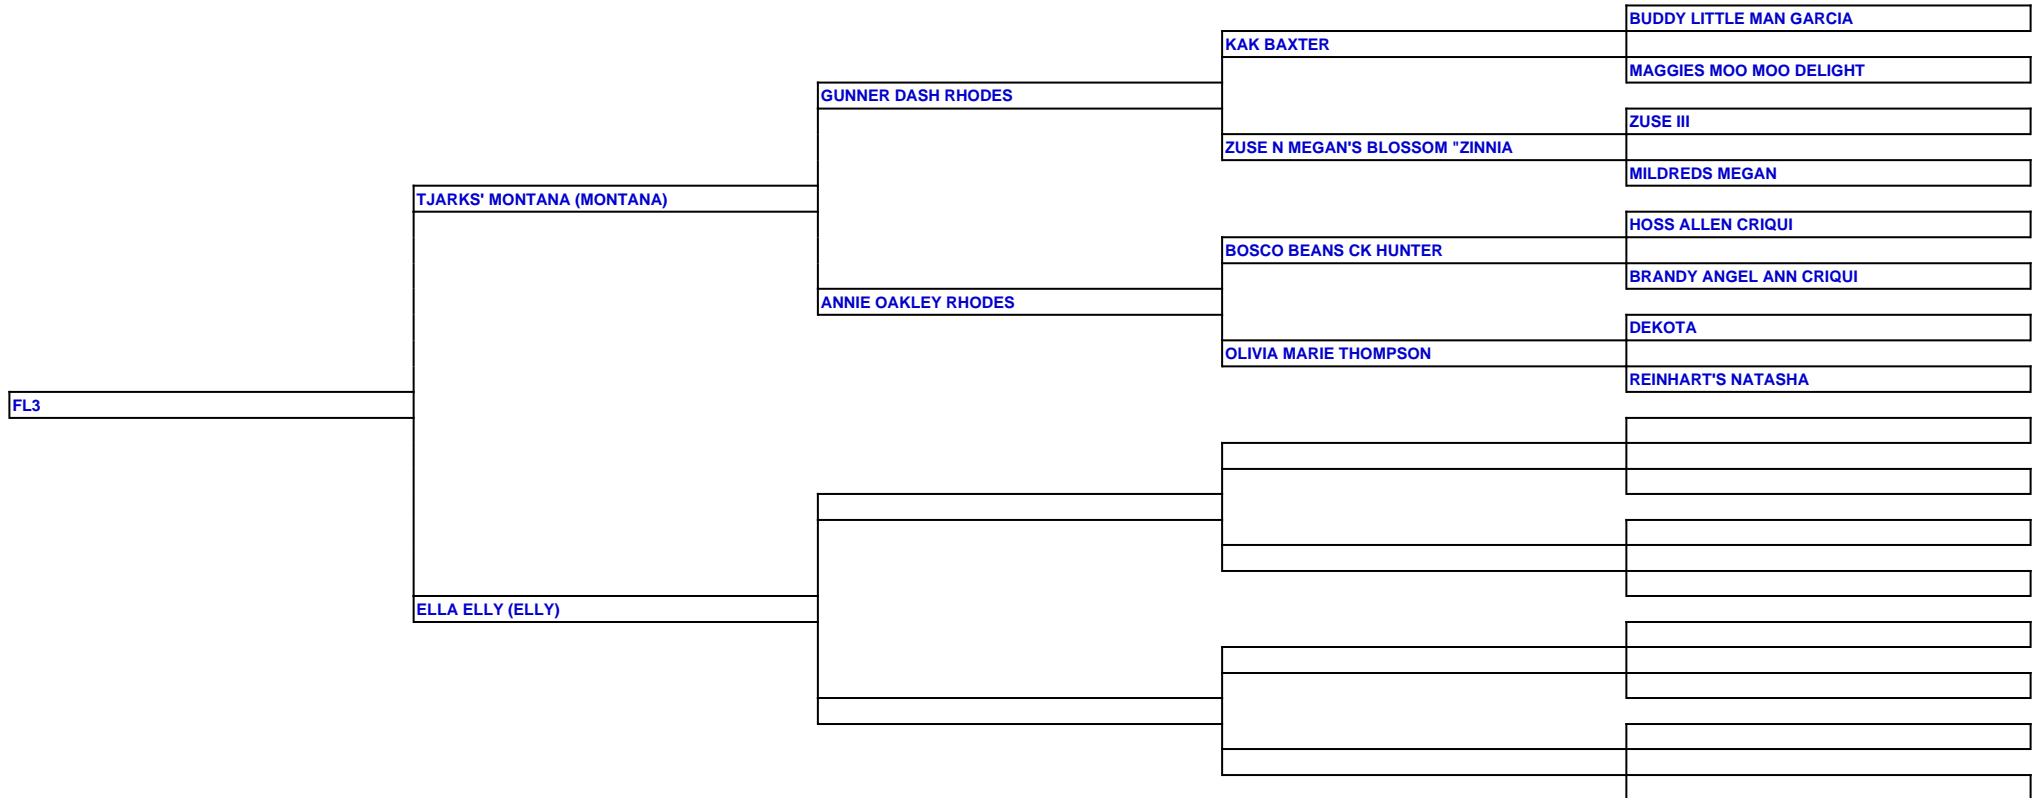 BUDDY LITTLE MAN GARCIA
KAK BAXTER
MAGGIES MOO MOO DELIGHT
GUNNER DASH RHODES
ZUSE III
ZUSE N MEGAN'S BLOSSOM "ZINNIA
MILDREDS MEGAN
TJARKS' MONTANA (MONTANA)
HOSS ALLEN CRIQUI
BOSCO BEANS CK HUNTER
BRANDY ANGEL ANN CRIQUI
ANNIE OAKLEY RHODES
DEKOTA
OLIVIA MARIE THOMPSON
REINHART'S NATASHA
FL3
ELLA ELLY (ELLY)